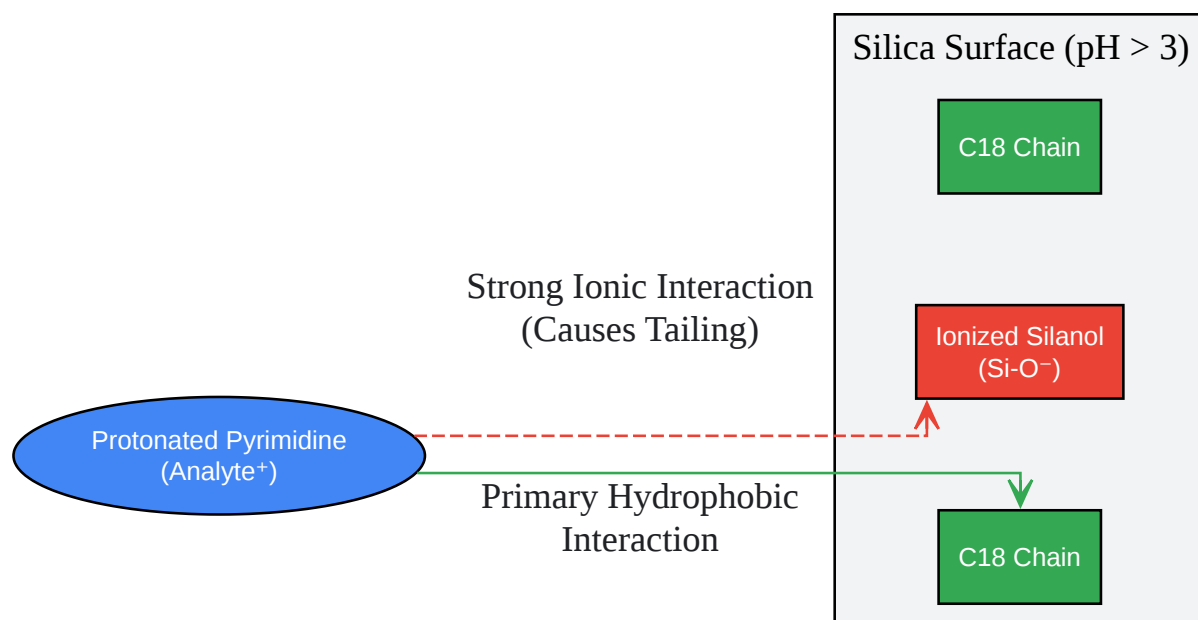 Silica Surface (pH > 3)
C18 Chain
Strong Ionic Interaction
(Causes Tailing)
Ionized Silanol
(Si-O⁻)
Protonated Pyrimidine
(Analyte⁺)
Primary Hydrophobic
Interaction
C18 Chain